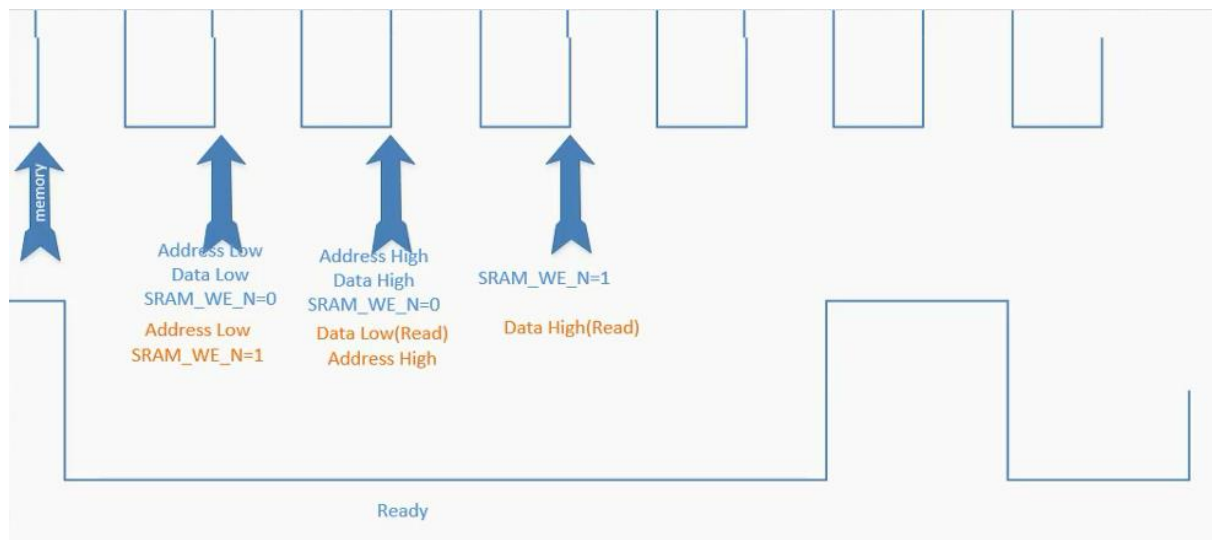 memory
Address Low
Data Low
SRAM_WE_N=0
Address Low
SRAM_WE_N=1
Address High
Data High
SRAM_WE_N=0
Data Low(Read)
Address High
SRAM_WE_N=1
Data High(Read)
Ready